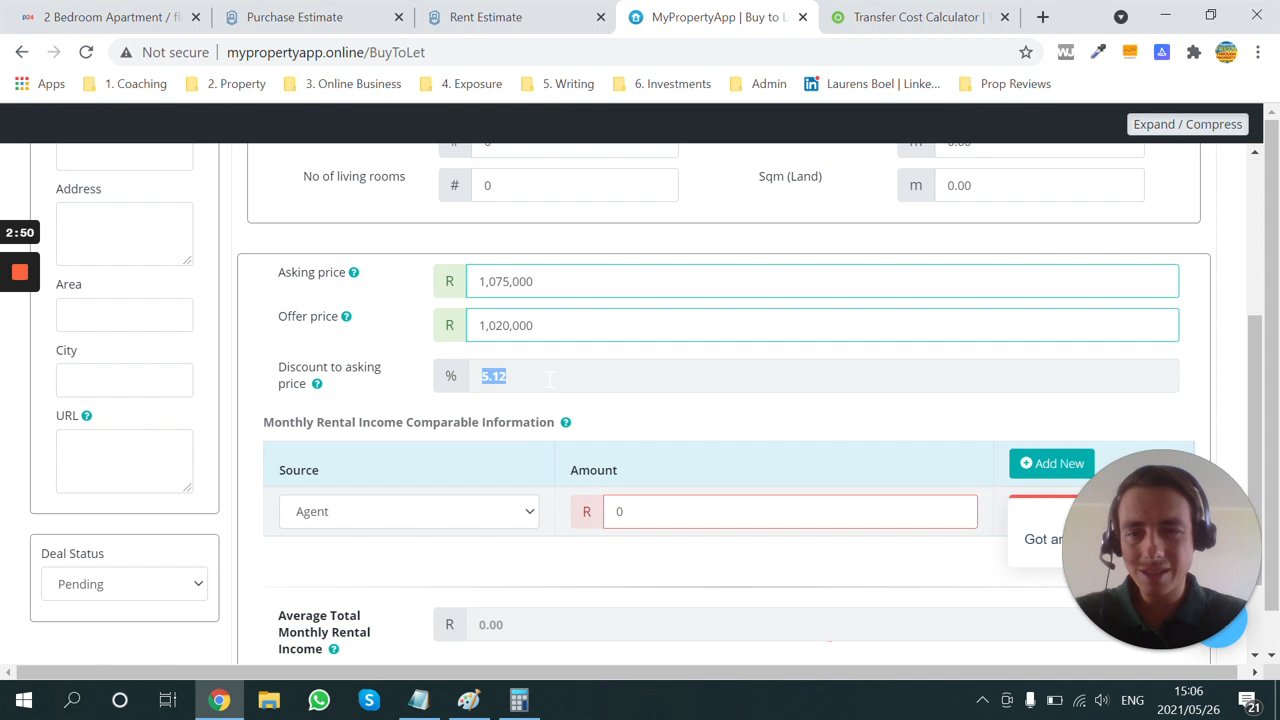 2 Bedroom Apartment / fl
Purchase Estimate
Rent Estimate
MyPropertyApp | Buy to L
Transfer Cost Calculator | T
Not secure mypropertyapp.online/BuyToLet
Apps 1. Coaching 2. Property 3. Online Business 4. Exposure 5. Writing 6. Investments Admin Laurens Boel | Linke... Prop Reviews
Expand / Compress
No of living rooms # 0 Sqm (Land) m 0.00
Address
2:50
Area
City
URL
Deal Status
Pending
Asking price R 1,075,000
Offer price R 1,020,000
Discount to asking
price % 5.12
Monthly Rental Income Comparable Information
Source Amount Add New
Agent R 0
Got an
Average Total
Monthly Rental
Income R 0.00
ENG
15:06
2021/05/26
21